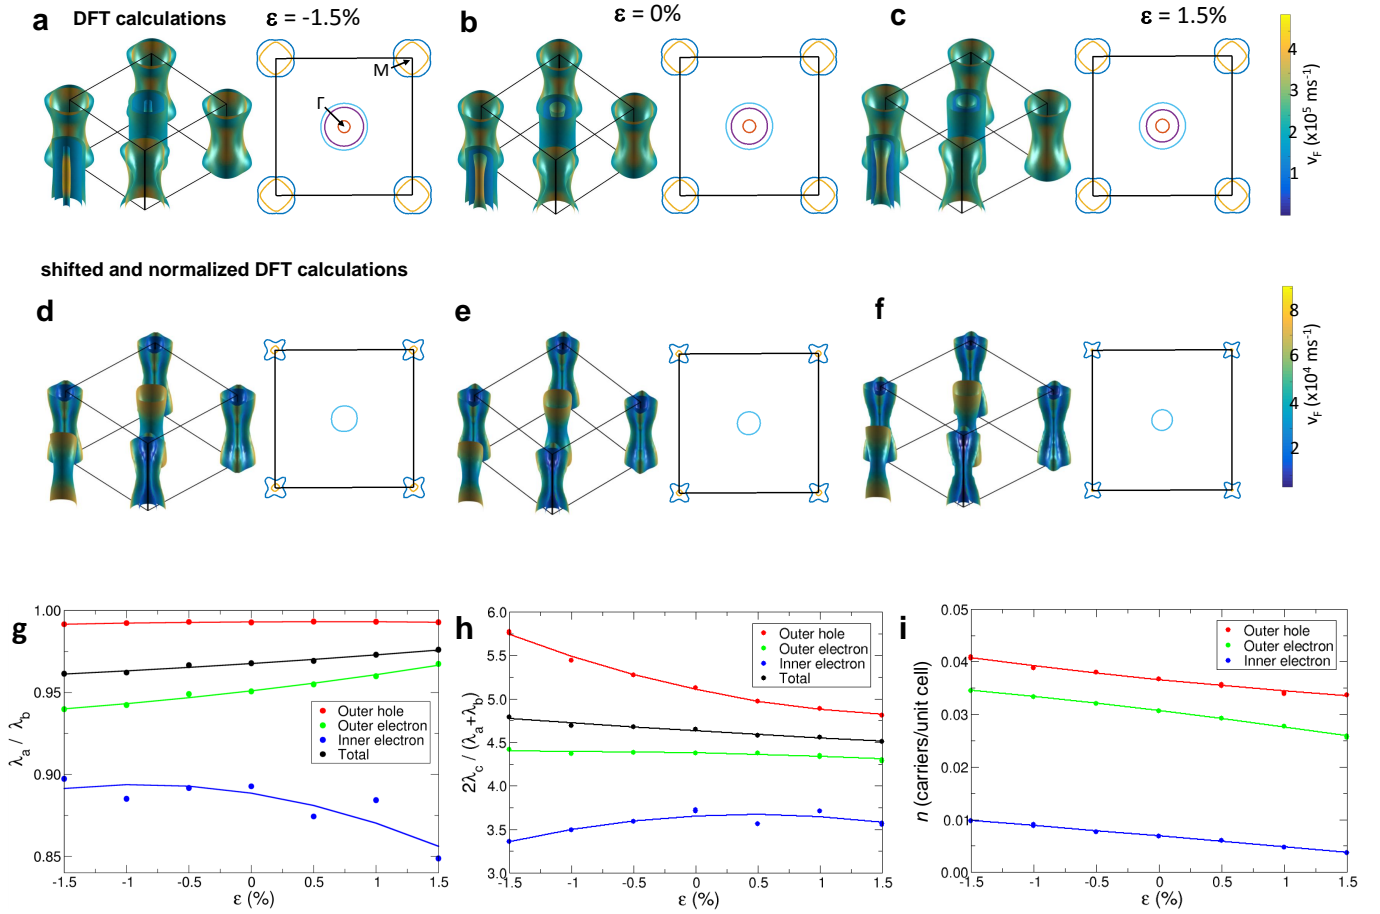 a DFT calculations ε = -1.5%
b ε = 0%
c ε = 1.5%
M
Γ
4
3
2
1
v_F (x10⁵ ms⁻¹)
shifted and normalized DFT calculations
d
e
f
8
6
4
2
v_F (x10⁴ ms⁻¹)
g
1.00
0.95
0.90
0.85
λ_a / λ_b
Outer hole
Outer electron
Inner electron
Total
-1.5 -1 -0.5 0 0.5 1 1.5
ε (%)
h
6.0
5.5
5.0
4.5
4.0
3.5
3.0
2λ_c / (λ_a+λ_b)
Outer hole
Outer electron
Inner electron
Total
-1.5 -1 -0.5 0 0.5 1 1.5
ε (%)
i
0.05
0.04
0.03
0.02
0.01
0.00
n (carriers/unit cell)
Outer hole
Outer electron
Inner electron
-1.5 -1 -0.5 0 0.5 1 1.5
ε (%)